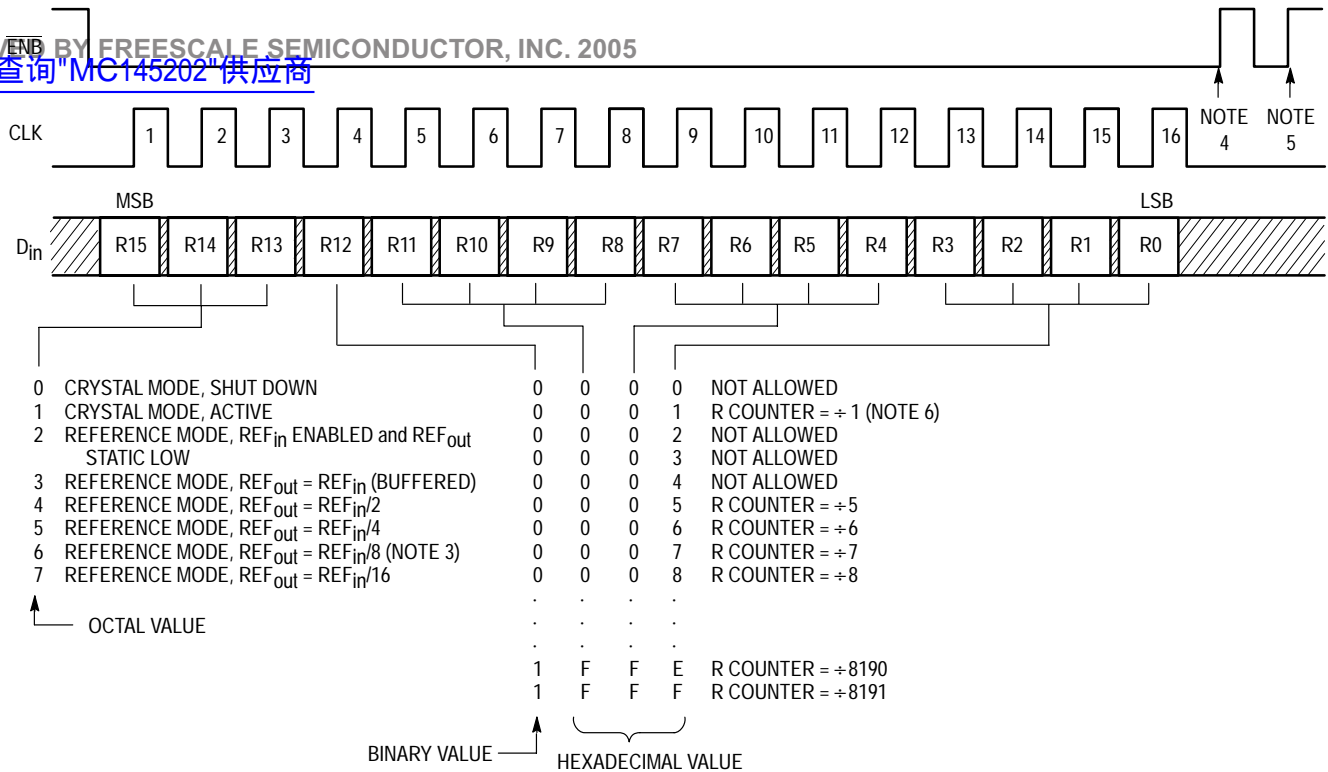 ENB
VED BY FREESCALE SEMICONDUCTOR, INC. 2005
查询"MC145202"供应商
CLK
1 2 3 4 5 6 7 8 9 10 11 12 13 14 15 16
NOTE 4
NOTE 5
MSB
LSB
Din
R15 R14 R13 R12 R11 R10 R9 R8 R7 R6 R5 R4 R3 R2 R1 R0
0 CRYSTAL MODE, SHUT DOWN
1 CRYSTAL MODE, ACTIVE
2 REFERENCE MODE, REFin ENABLED and REFout
STATIC LOW
3 REFERENCE MODE, REFout = REFin (BUFFERED)
4 REFERENCE MODE, REFout = REFin/2
5 REFERENCE MODE, REFout = REFin/4
6 REFERENCE MODE, REFout = REFin/8 (NOTE 3)
7 REFERENCE MODE, REFout = REFin/16
OCTAL VALUE
0 0 0 0 NOT ALLOWED
0 0 0 1 R COUNTER = ÷ 1 (NOTE 6)
0 0 0 2 NOT ALLOWED
0 0 0 3 NOT ALLOWED
0 0 0 4 NOT ALLOWED
0 0 0 5 R COUNTER = ÷5
0 0 0 6 R COUNTER = ÷6
0 0 0 7 R COUNTER = ÷7
0 0 0 8 R COUNTER = ÷8
. . . .
. . . .
. . . .
1 F F E R COUNTER = ÷8190
1 F F F R COUNTER = ÷8191
BINARY VALUE
HEXADECIMAL VALUE